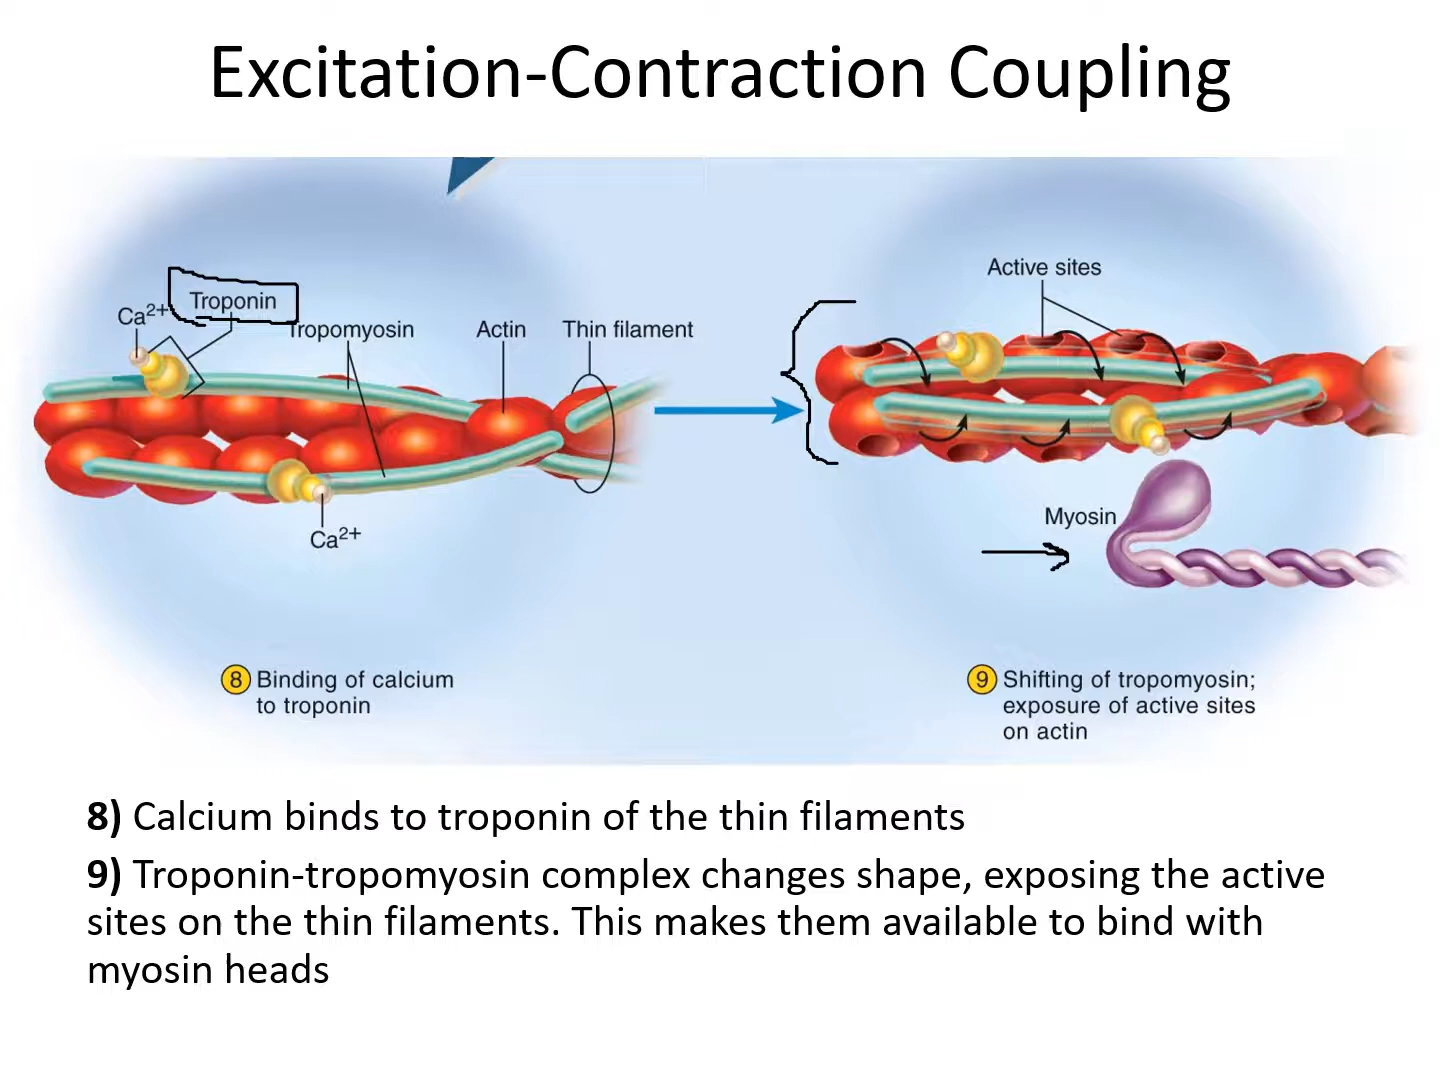 Excitation-Contraction Coupling
Active sites
Troponin
Ca2+
Tropomyosin
Actin
Thin filament
Myosin
Ca2+
8 Binding of calcium
to troponin
9 Shifting of tropomyosin;
exposure of active sites
on actin
8) Calcium binds to troponin of the thin filaments
9) Troponin-tropomyosin complex changes shape, exposing the active
sites on the thin filaments. This makes them available to bind with
myosin heads